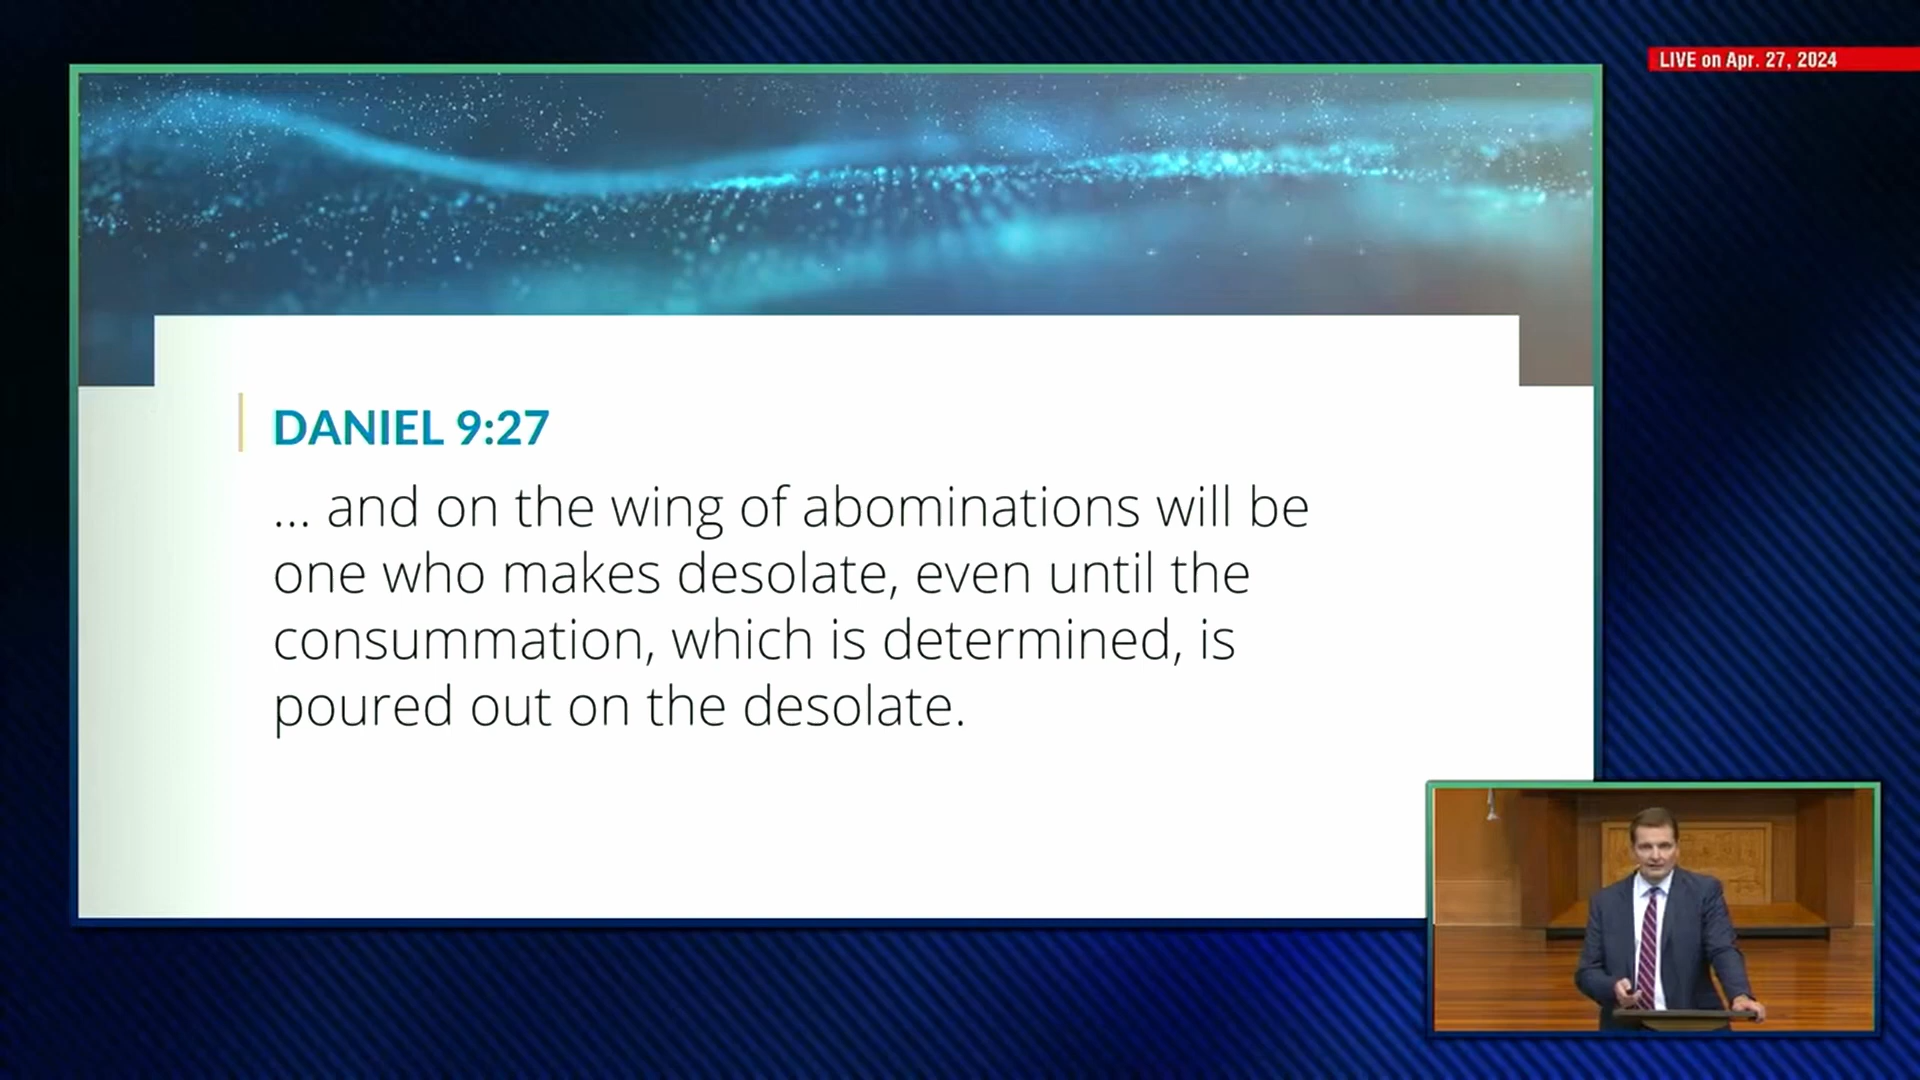 LIVE on Apr. 27, 2024
DANIEL 9:27
... and on the wing of abominations will be
one who makes desolate, even until the
consummation, which is determined, is
poured out on the desolate.